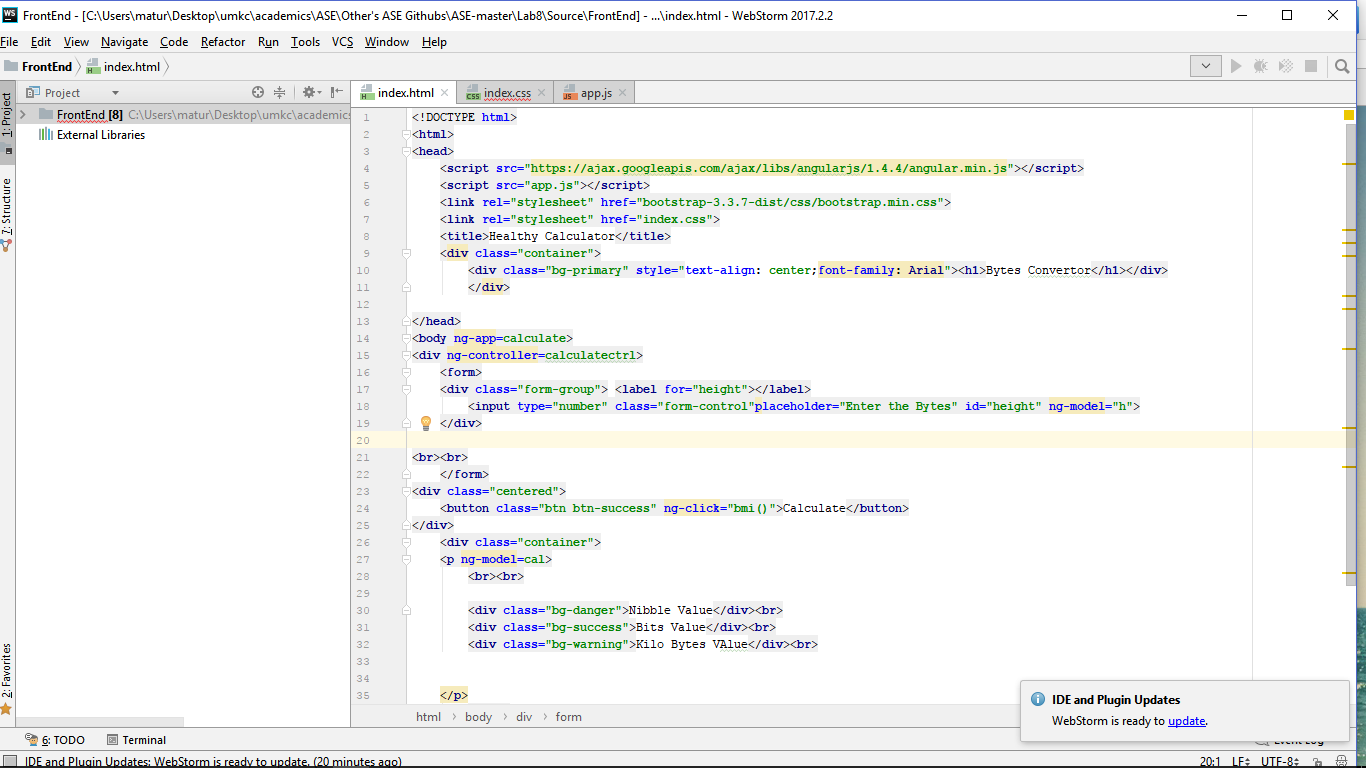 FrontEnd - [C:\Users\matur\Desktop\umkc\academics\ASE\Other's ASE Githubs\ASE-master\Lab8\Source\FrontEnd] - ...\index.html - WebStorm 2017.2.2
File Edit View Navigate Code Refactor Run Tools VCS Window Help
FrontEnd index.html
1: Project
7: Structure
2: Favorites
Project
FrontEnd [8] C:\Users\matur\Desktop\umkc\academics
External Libraries
index.html index.css app.js
1 <!DOCTYPE html>
2 <html>
3 <head>
4 <script src="https://ajax.googleapis.com/ajax/libs/angularjs/1.4.4/angular.min.js"></script>
5 <script src="app.js"></script>
6 <link rel="stylesheet" href="bootstrap-3.3.7-dist/css/bootstrap.min.css">
7 <link rel="stylesheet" href="index.css">
8 <title>Healthy Calculator</title>
9 <div class="container">
10 <div class="bg-primary" style="text-align: center;font-family: Arial"><h1>Bytes Convertor</h1></div>
11 </div>
12
13 </head>
14 <body ng-app=calculate>
15 <div ng-controller=calculatectrl>
16 <form>
17 <div class="form-group"> <label for="height"></label>
18 <input type="number" class="form-control"placeholder="Enter the Bytes" id="height" ng-model="h">
19 </div>
20
21 <br><br>
22 </form>
23 <div class="centered">
24 <button class="btn btn-success" ng-click="bmi()">Calculate</button>
25 </div>
26 <div class="container">
27 <p ng-model=cal>
28 <br><br>
29
30 <div class="bg-danger">Nibble Value</div><br>
31 <div class="bg-success">Bits Value</div><br>
32 <div class="bg-warning">Kilo Bytes VAlue</div><br>
33
34
35 </p>
html body div form
IDE and Plugin Updates
WebStorm is ready to update.
6: TODO Terminal Event Log
IDE and Plugin Updates: WebStorm is ready to update. (20 minutes ago) 20:1 LF UTF-8